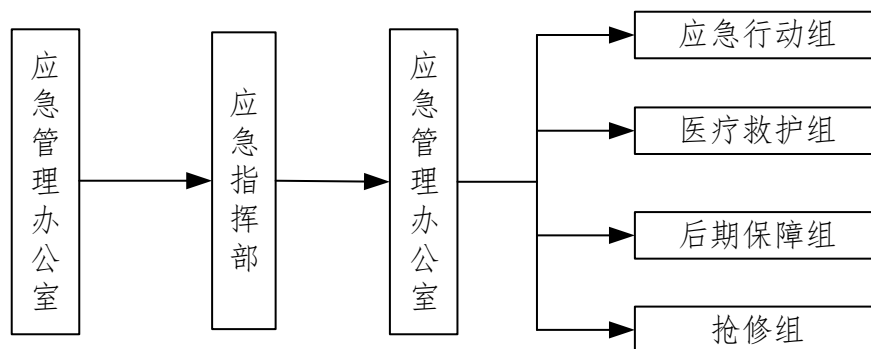 应急管理办公室
应急指挥部
应急管理办公室
应急行动组
医疗救护组
后期保障组
抢修组